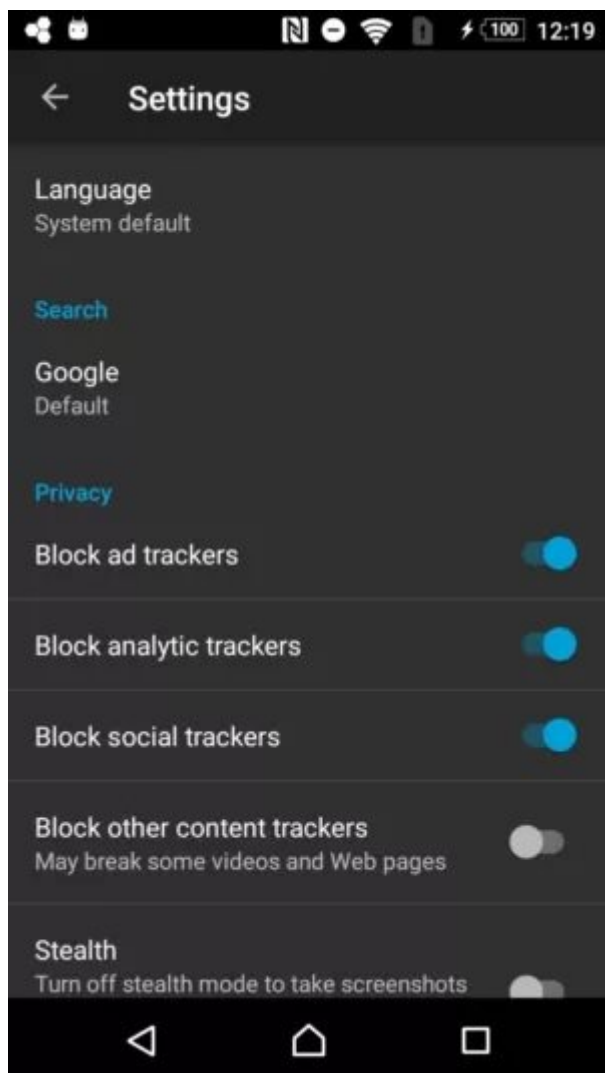 100 12:19
Settings
Language
System default
Search
Google
Default
Privacy
Block ad trackers
Block analytic trackers
Block social trackers
Block other content trackers
May break some videos and Web pages
Stealth
Turn off stealth mode to take screenshots